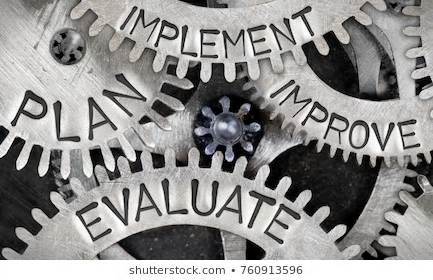 IMPLEMENT
PLAN
IMPROVE
EVALUATE
shutterstock.com • 760913596